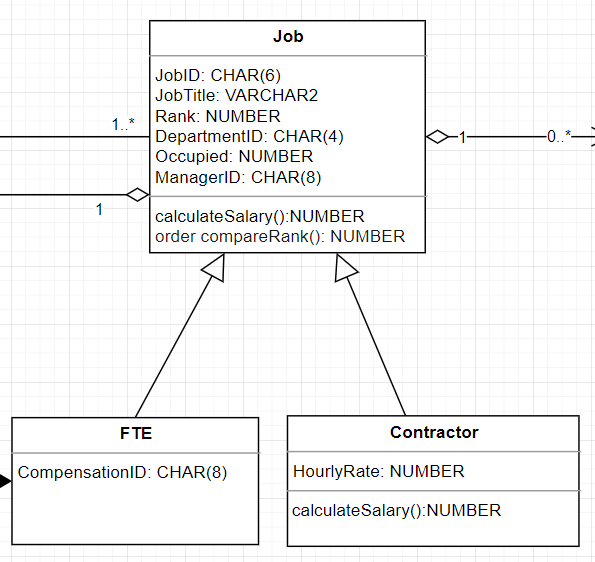 Job
JobID: CHAR(6)
JobTitle: VARCHAR2
Rank: NUMBER
DepartmentID: CHAR(4)
Occupied: NUMBER
ManagerID: CHAR(8)
calculateSalary():NUMBER
order compareRank(): NUMBER
1..*
1
1
0..*
FTE
CompensationID: CHAR(8)
Contractor
HourlyRate: NUMBER
calculateSalary():NUMBER